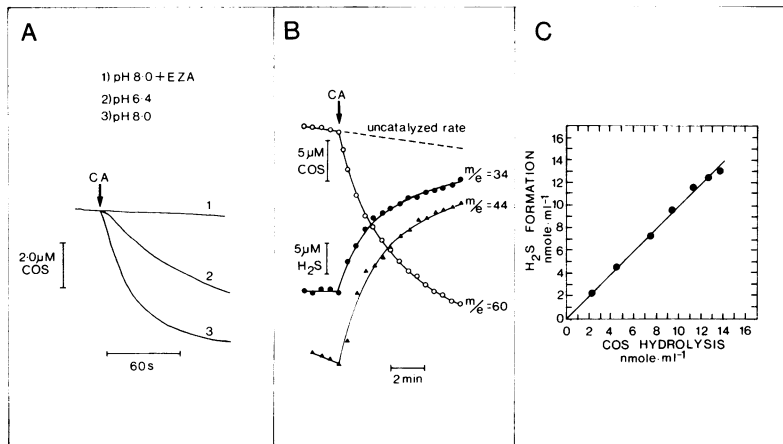 A
1) pH 8·0 + EZA
2) pH 6·4
3) pH 8·0
CA
1
2
3
2·0μM
COS
60s
B
CA
uncatalyzed rate
5μM
COS
m/e=34
m/e=44
5μM
H2S
m/e=60
2 min
C
H2S FORMATION
nmole·ml-1
16
14
12
10
8
6
4
2
0
0 2 4 6 8 10 12 14 16
COS HYDROLYSIS
nmole·ml-1